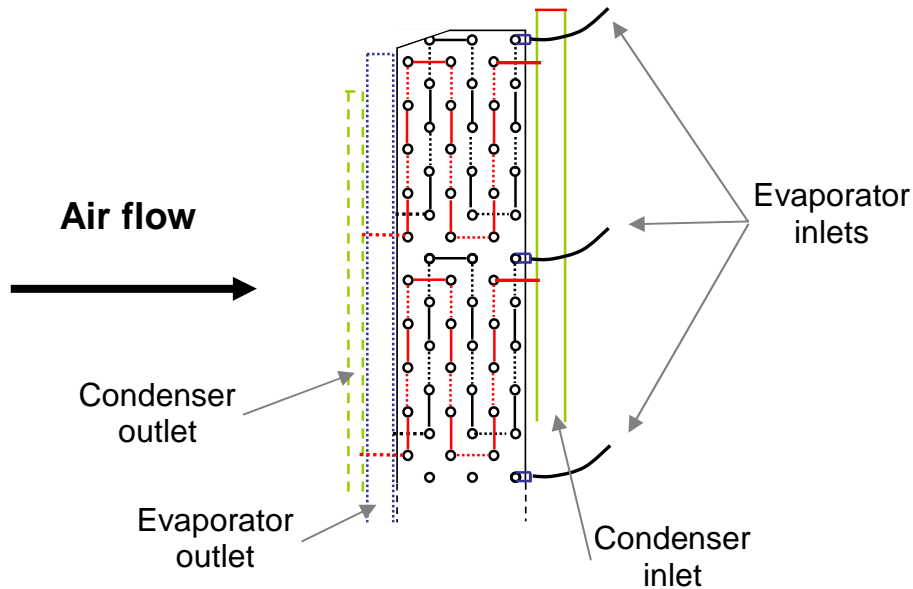 Air flow
Evaporator
inlets
Condenser
outlet
Evaporator
outlet
Condenser
inlet